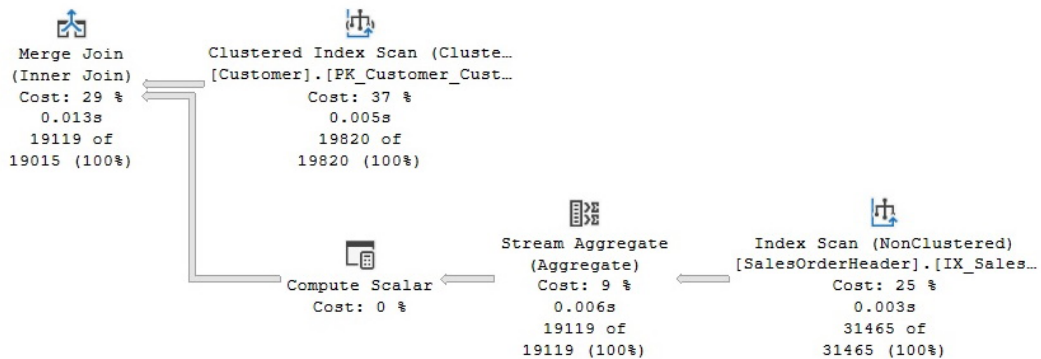 Merge Join
(Inner Join)
Cost: 29 %
0.013s
19119 of
19015 (100%)
Clustered Index Scan (Cluste…
[Customer].[PK_Customer_Cust…
Cost: 37 %
0.005s
19820 of
19820 (100%)
Compute Scalar
Cost: 0 %
Stream Aggregate
(Aggregate)
Cost: 9 %
0.006s
19119 of
19119 (100%)
Index Scan (NonClustered)
[SalesOrderHeader].[IX_Sales…
Cost: 25 %
0.003s
31465 of
31465 (100%)